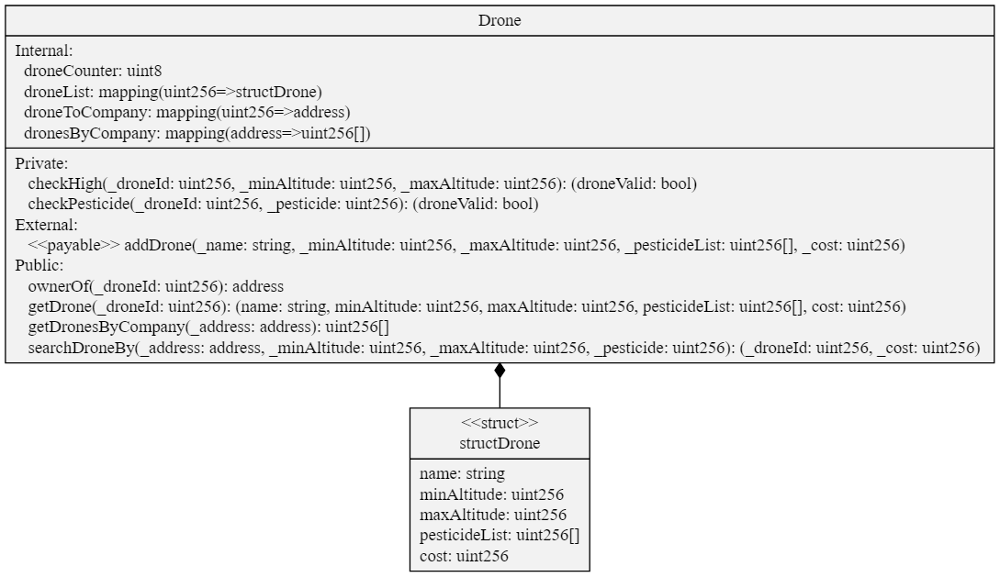 Drone
Internal:
droneCounter: uint8
droneList: mapping(uint256=>structDrone)
droneToCompany: mapping(uint256=>address)
dronesByCompany: mapping(address=>uint256[])
Private:
checkHigh(_droneId: uint256, _minAltitude: uint256, _maxAltitude: uint256): (droneValid: bool)
checkPesticide(_droneId: uint256, _pesticide: uint256): (droneValid: bool)
External:
<<payable>> addDrone(_name: string, _minAltitude: uint256, _maxAltitude: uint256, _pesticideList: uint256[], _cost: uint256)
Public:
ownerOf(_droneId: uint256): address
getDrone(_droneId: uint256): (name: string, minAltitude: uint256, maxAltitude: uint256, pesticideList: uint256[], cost: uint256)
getDronesByCompany(_address: address): uint256[]
searchDroneBy(_address: address, _minAltitude: uint256, _maxAltitude: uint256, _pesticide: uint256): (_droneId: uint256, _cost: uint256)
<<struct>>
structDrone
name: string
minAltitude: uint256
maxAltitude: uint256
pesticideList: uint256[]
cost: uint256